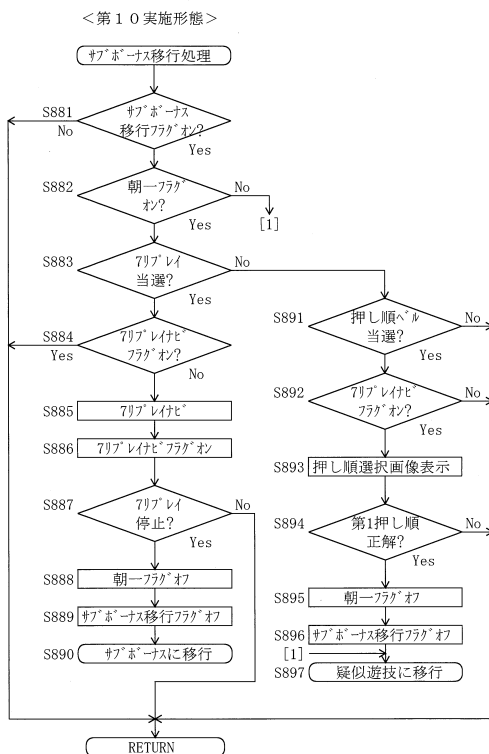 ＜第１０実施形態＞
ｻﾌﾞﾎﾞｰﾅｽ移行処理
S881
ｻﾌﾞﾎﾞｰﾅｽ
移行ﾌﾗｸﾞｵﾝ?
No
Yes
S882
朝一ﾌﾗｸﾞ
ｵﾝ?
No
[1]
Yes
S883
7ﾘﾌﾟﾚｲ
当選?
No
Yes
S884
7ﾘﾌﾟﾚｲﾅﾋﾞ
ﾌﾗｸﾞｵﾝ?
Yes
No
S885
7ﾘﾌﾟﾚｲﾅﾋﾞ
S886
7ﾘﾌﾟﾚｲﾅﾋﾞﾌﾗｸﾞｵﾝ
S887
7ﾘﾌﾟﾚｲ
停止?
No
Yes
S888
朝一ﾌﾗｸﾞｵﾌ
S889
ｻﾌﾞﾎﾞｰﾅｽ移行ﾌﾗｸﾞｵﾌ
S890
ｻﾌﾞﾎﾞｰﾅｽに移行
S891
押し順ﾍﾞﾙ
当選?
No
Yes
S892
7ﾘﾌﾟﾚｲﾅﾋﾞ
ﾌﾗｸﾞｵﾝ?
No
Yes
S893
押し順選択画像表示
S894
第1押し順
正解?
No
Yes
S895
朝一ﾌﾗｸﾞｵﾌ
S896
ｻﾌﾞﾎﾞｰﾅｽ移行ﾌﾗｸﾞｵﾌ
[1]
S897
疑似遊技に移行
RETURN